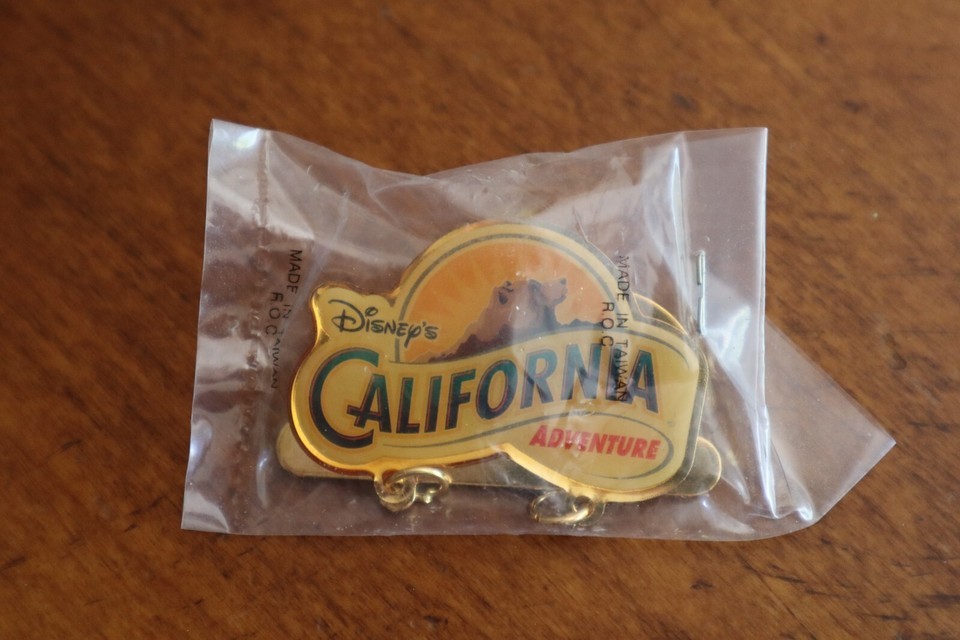 Disney's
CALIFORNIA
ADVENTURE
MADE IN TAIWAN
R.O.C
MADE IN TAIWAN
R.O.C